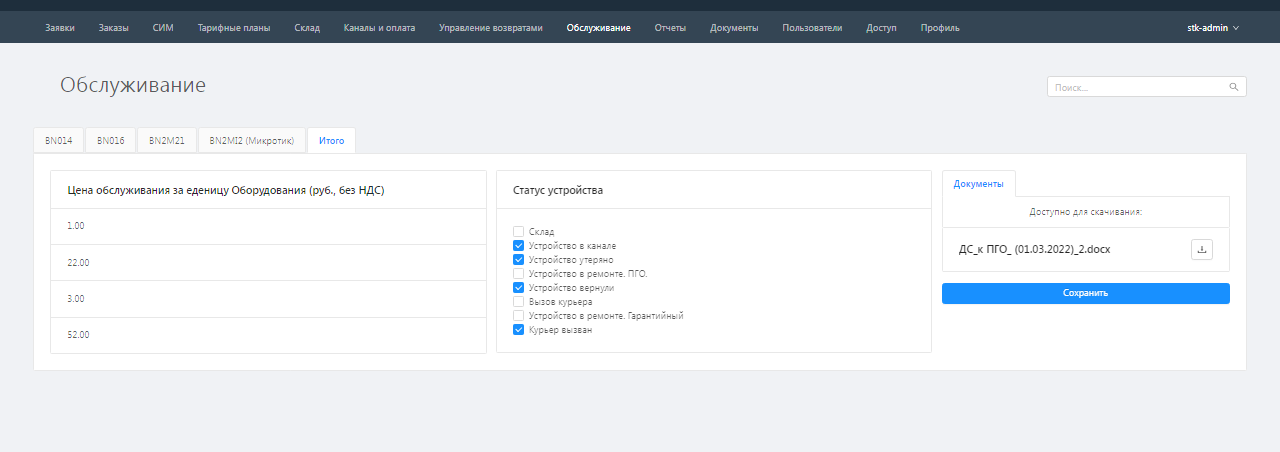 Заявки Заказы СИМ Тарифные планы Склад Каналы и оплата Управление возвратами Обслуживание Отчеты Документы Пользователи Доступ Профиль stk-admin
Обслуживание
Поиск...
BN014 BN016 BN2M21 BN2MI2 (Микротик) Итого
Цена обслуживания за еденицу Оборудования (руб., без НДС)
1.00
22.00
3.00
52.00
Статус устройства
Склад
Устройство в канале
Устройство утеряно
Устройство в ремонте. ПГО.
Устройство вернули
Вызов курьера
Устройство в ремонте. Гарантийный
Курьер вызван
Документы
Доступно для скачивания:
ДС_к ПГО_ (01.03.2022)_2.docx
Сохранить